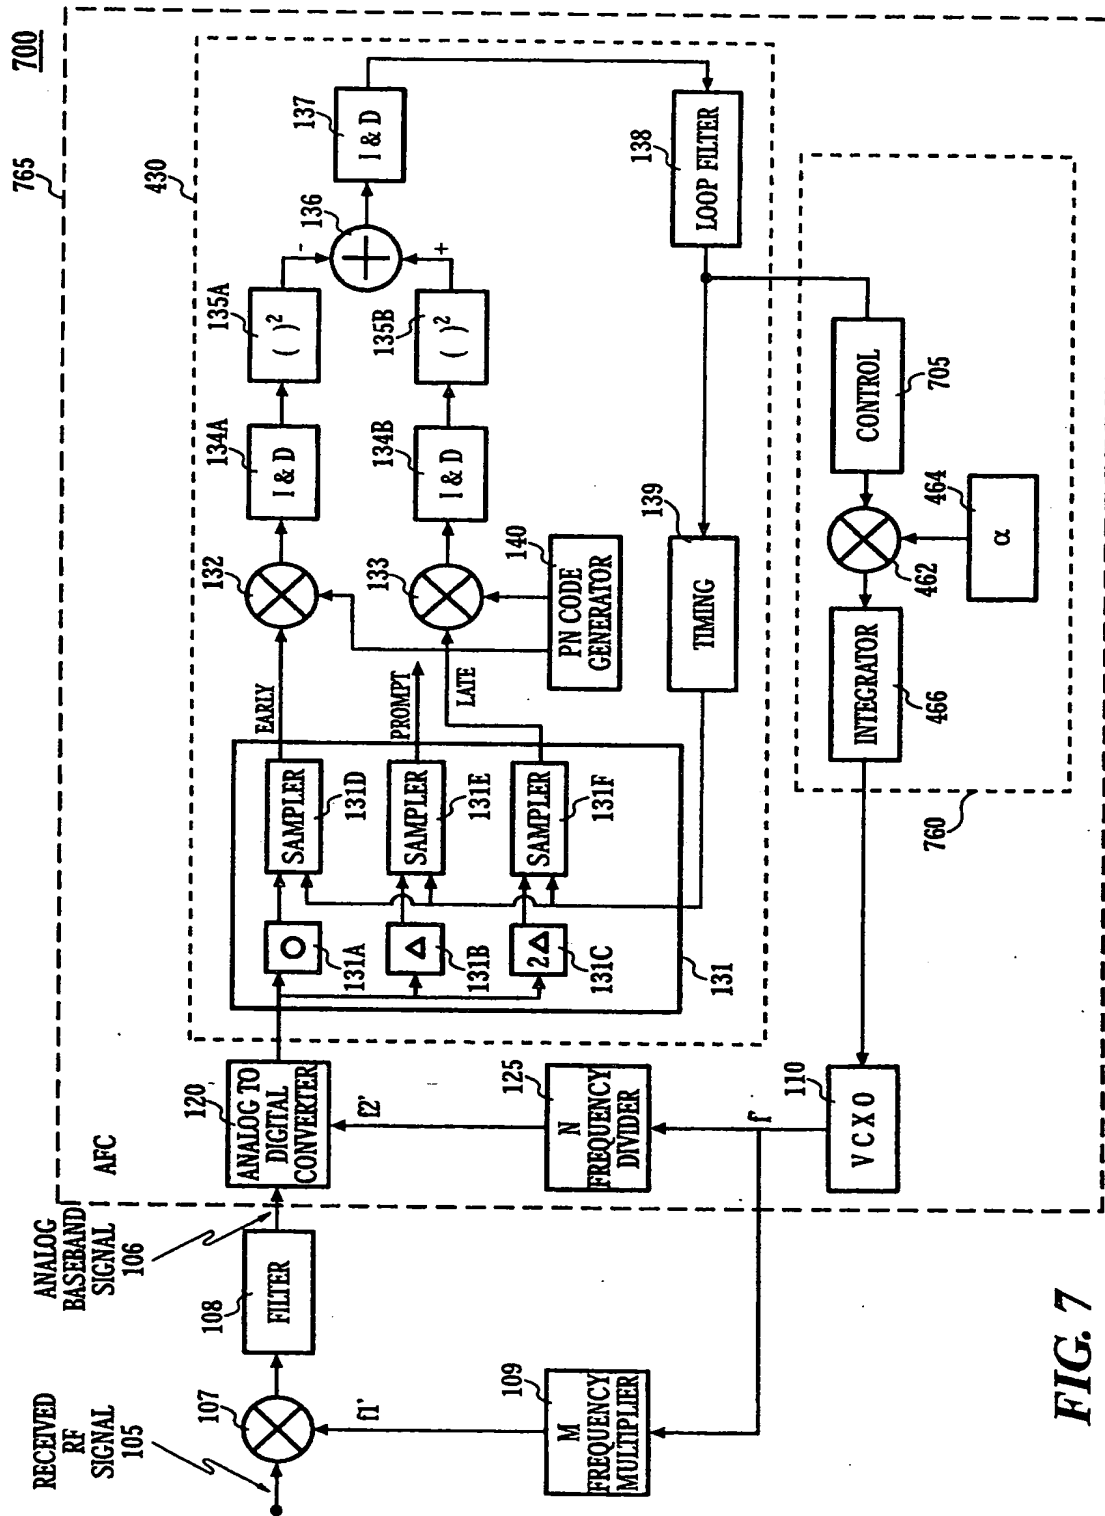 700
765
AFC
430
RECEIVED
RF
SIGNAL
105
107
ANALOG
BASEBAND
SIGNAL
106
108
FILTER
120
ANALOG TO
DIGITAL
CONVERTER
131A
131B
Δ
131C
2Δ
SAMPLER
131D
SAMPLER
131E
SAMPLER
131F
131
EARLY
PROMPT
LATE
132
133
140
PN CODE
GENERATOR
134A
I & D
134B
I & D
135A
( )²
135B
( )²
-
136
+
137
I & D
138
LOOP FILTER
139
TIMING
f1'
109
M
FREQUENCY
MULTIPLIER
f2'
125
N
FREQUENCY
DIVIDER
f'
110
VCXO
760
INTEGRATOR
466
462
CONTROL
705
464
α
FIG. 7